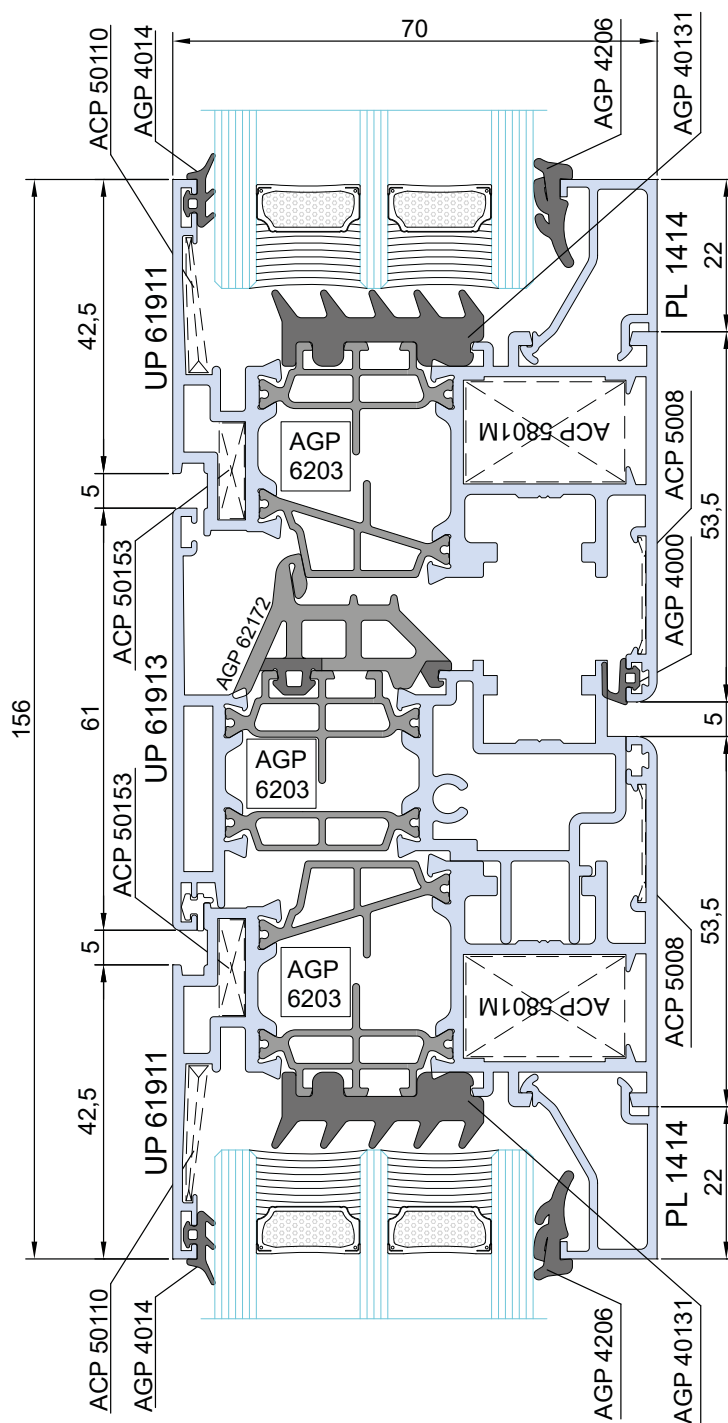 70
ACP 50110
AGP 4014
AGP 4206
AGP 40131
156
42,5
UP 61911
PL 1414
22
AGP
6203
ACP 5801M
5
ACP 50153
ACP 5008
AGP 4000
53,5
AGP 62172
61
UP 61913
5
AGP
6203
ACP 50153
5
53,5
ACP 5008
AGP
6203
ACP 5801M
42,5
UP 61911
PL 1414
22
ACP 50110
AGP 4014
AGP 4206
AGP 40131